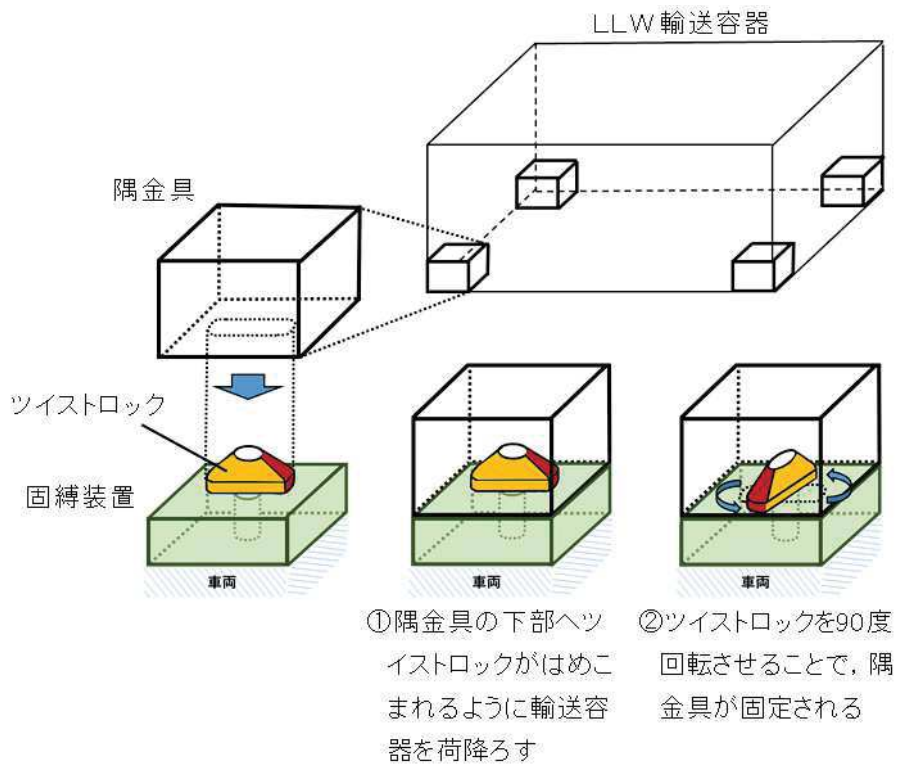 LLW輸送容器
隅金具
ツイストロック
固縛装置
車両
車両
車両
①隅金具の下部へツ
イストロックがはめこ
まれるように輸送容
器を荷降ろす
②ツイストロックを90度
回転させることで，隅
金具が固定される